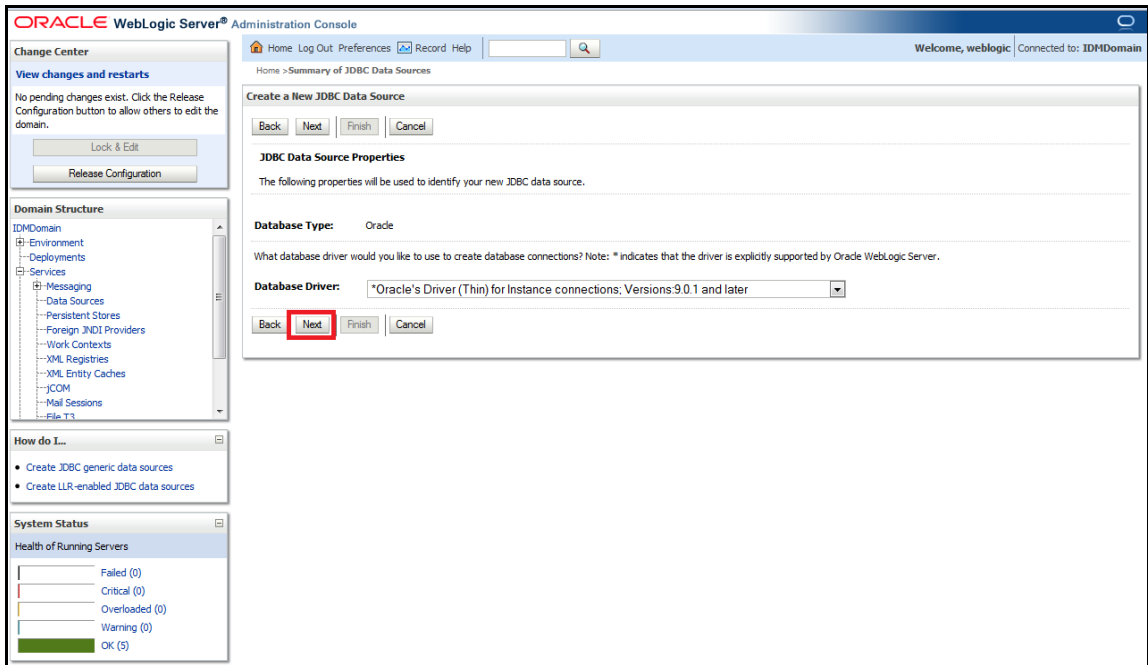 ORACLE WebLogic Server® Administration Console
Change Center
View changes and restarts
No pending changes exist. Click the Release
Configuration button to allow others to edit the
domain.
Lock & Edit
Release Configuration
Domain Structure
IDMDomain
Environment
Deployments
Services
Messaging
Data Sources
Persistent Stores
Foreign JNDI Providers
Work Contexts
XML Registries
XML Entity Caches
jCOM
Mail Sessions
File T3
How do I...
Create JDBC generic data sources
Create LLR-enabled JDBC data sources
System Status
Health of Running Servers
Failed (0)
Critical (0)
Overloaded (0)
Warning (0)
OK (5)
Home Log Out Preferences Record Help
Welcome, weblogic Connected to: IDMDomain
Home >Summary of JDBC Data Sources
Create a New JDBC Data Source
Back Next Finish Cancel
JDBC Data Source Properties
The following properties will be used to identify your new JDBC data source.
Database Type: Oracle
What database driver would you like to use to create database connections? Note: * indicates that the driver is explicitly supported by Oracle WebLogic Server.
Database Driver: *Oracle's Driver (Thin) for Instance connections; Versions:9.0.1 and later
Back Next Finish Cancel